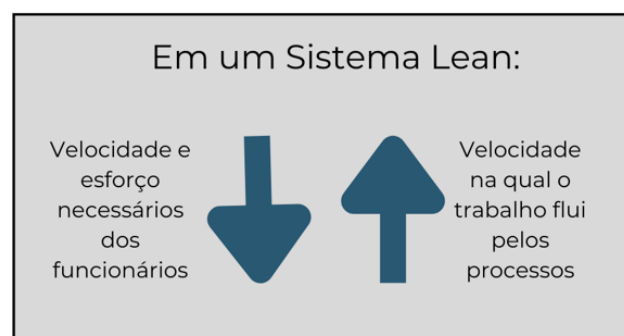 Em um Sistema Lean:
Velocidade e
esforço
necessários
dos
funcionários
Velocidade
na qual o
trabalho flui
pelos
processos